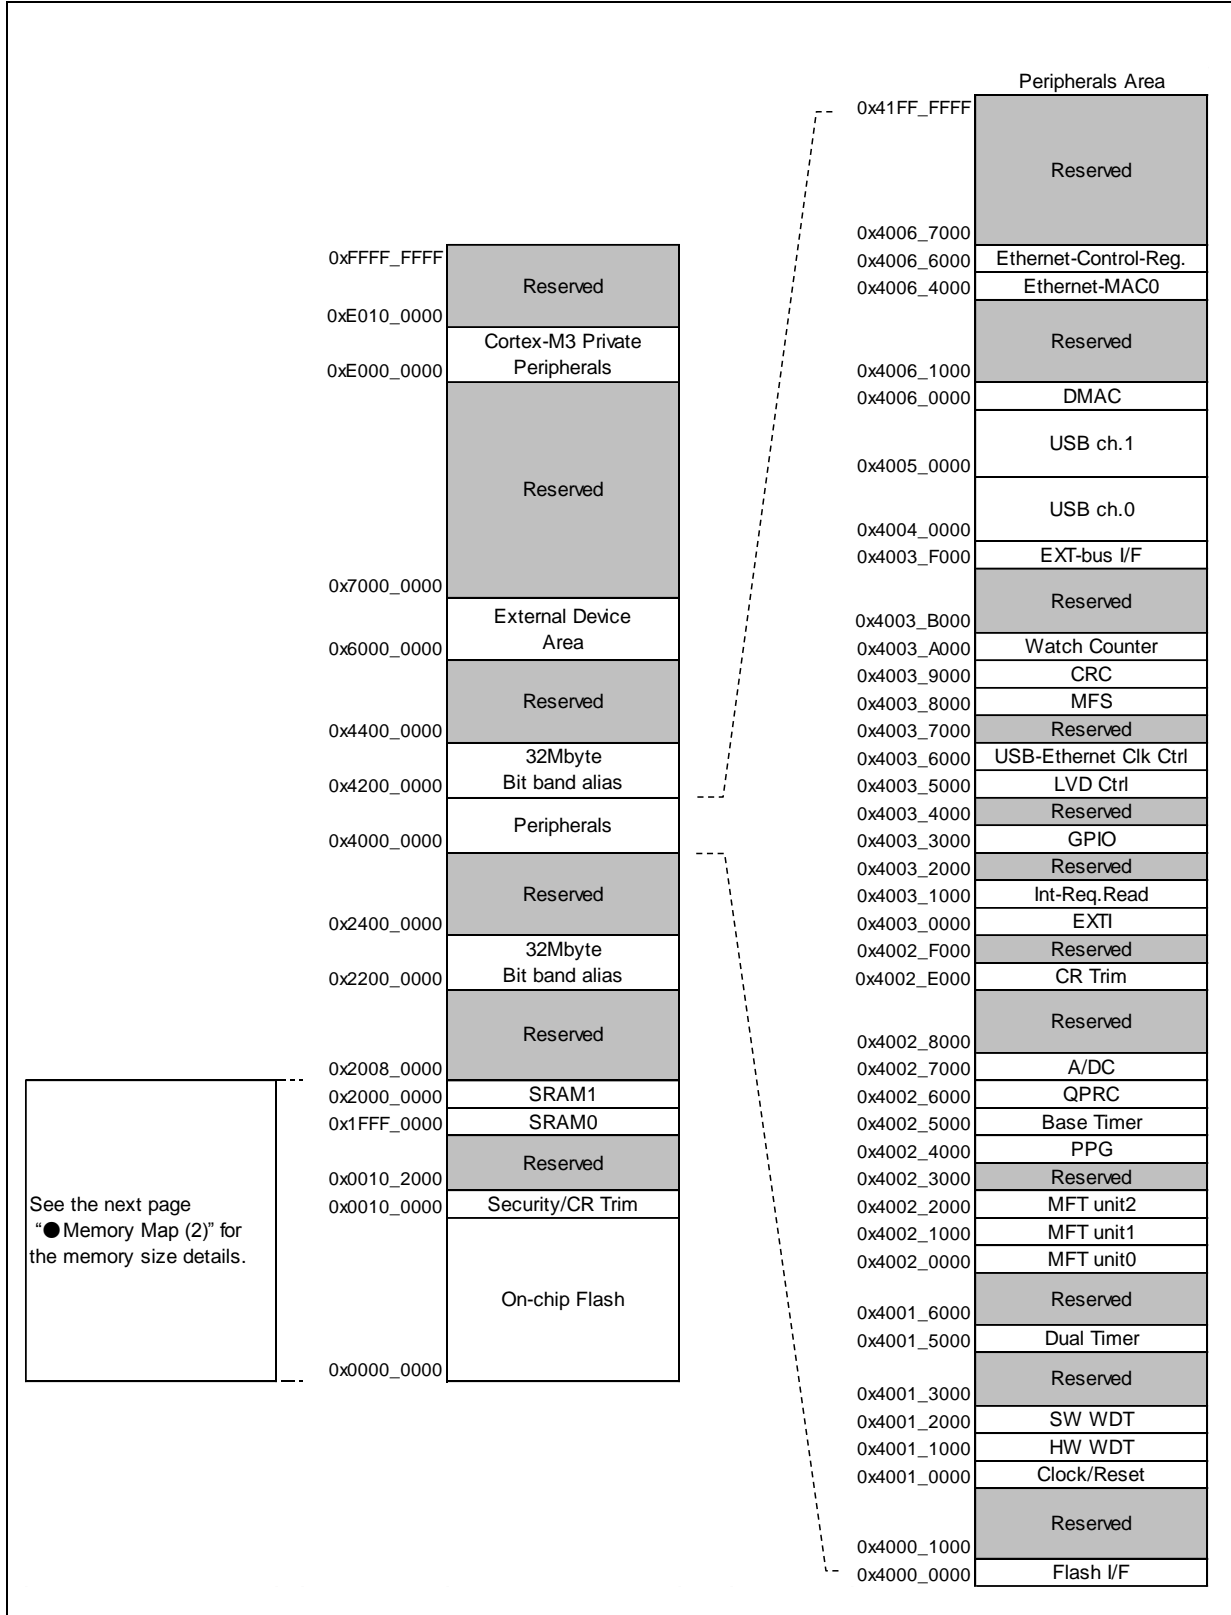 Peripherals Area
0x41FF_FFFF
Reserved
0x4006_7000
0x4006_6000 Ethernet-Control-Reg.
0x4006_4000 Ethernet-MAC0
Reserved
0x4006_1000
0x4006_0000 DMAC
USB ch.1
0x4005_0000
USB ch.0
0x4004_0000
0x4003_F000 EXT-bus I/F
Reserved
0x4003_B000
0x4003_A000 Watch Counter
0x4003_9000 CRC
0x4003_8000 MFS
0x4003_7000 Reserved
0x4003_6000 USB-Ethernet Clk Ctrl
0x4003_5000 LVD Ctrl
0x4003_4000 Reserved
0x4003_3000 GPIO
0x4003_2000 Reserved
0x4003_1000 Int-Req.Read
0x4003_0000 EXTI
0x4002_F000 Reserved
0x4002_E000 CR Trim
Reserved
0x4002_8000
0x4002_7000 A/DC
0x4002_6000 QPRC
0x4002_5000 Base Timer
0x4002_4000 PPG
0x4002_3000 Reserved
0x4002_2000 MFT unit2
0x4002_1000 MFT unit1
0x4002_0000 MFT unit0
Reserved
0x4001_6000
0x4001_5000 Dual Timer
Reserved
0x4001_3000
0x4001_2000 SW WDT
0x4001_1000 HW WDT
0x4001_0000 Clock/Reset
Reserved
0x4000_1000
0x4000_0000 Flash I/F
0xFFFF_FFFF
Reserved
0xE010_0000
Cortex-M3 Private
0xE000_0000 Peripherals
Reserved
0x7000_0000
External Device
Area
0x6000_0000
Reserved
0x4400_0000
32Mbyte
0x4200_0000 Bit band alias
Peripherals
0x4000_0000
Reserved
0x2400_0000
32Mbyte
0x2200_0000 Bit band alias
Reserved
0x2008_0000
0x2000_0000 SRAM1
0x1FFF_0000 SRAM0
Reserved
0x0010_2000
0x0010_0000 Security/CR Trim
On-chip Flash
0x0000_0000
See the next page
“●Memory Map (2)” for
the memory size details.